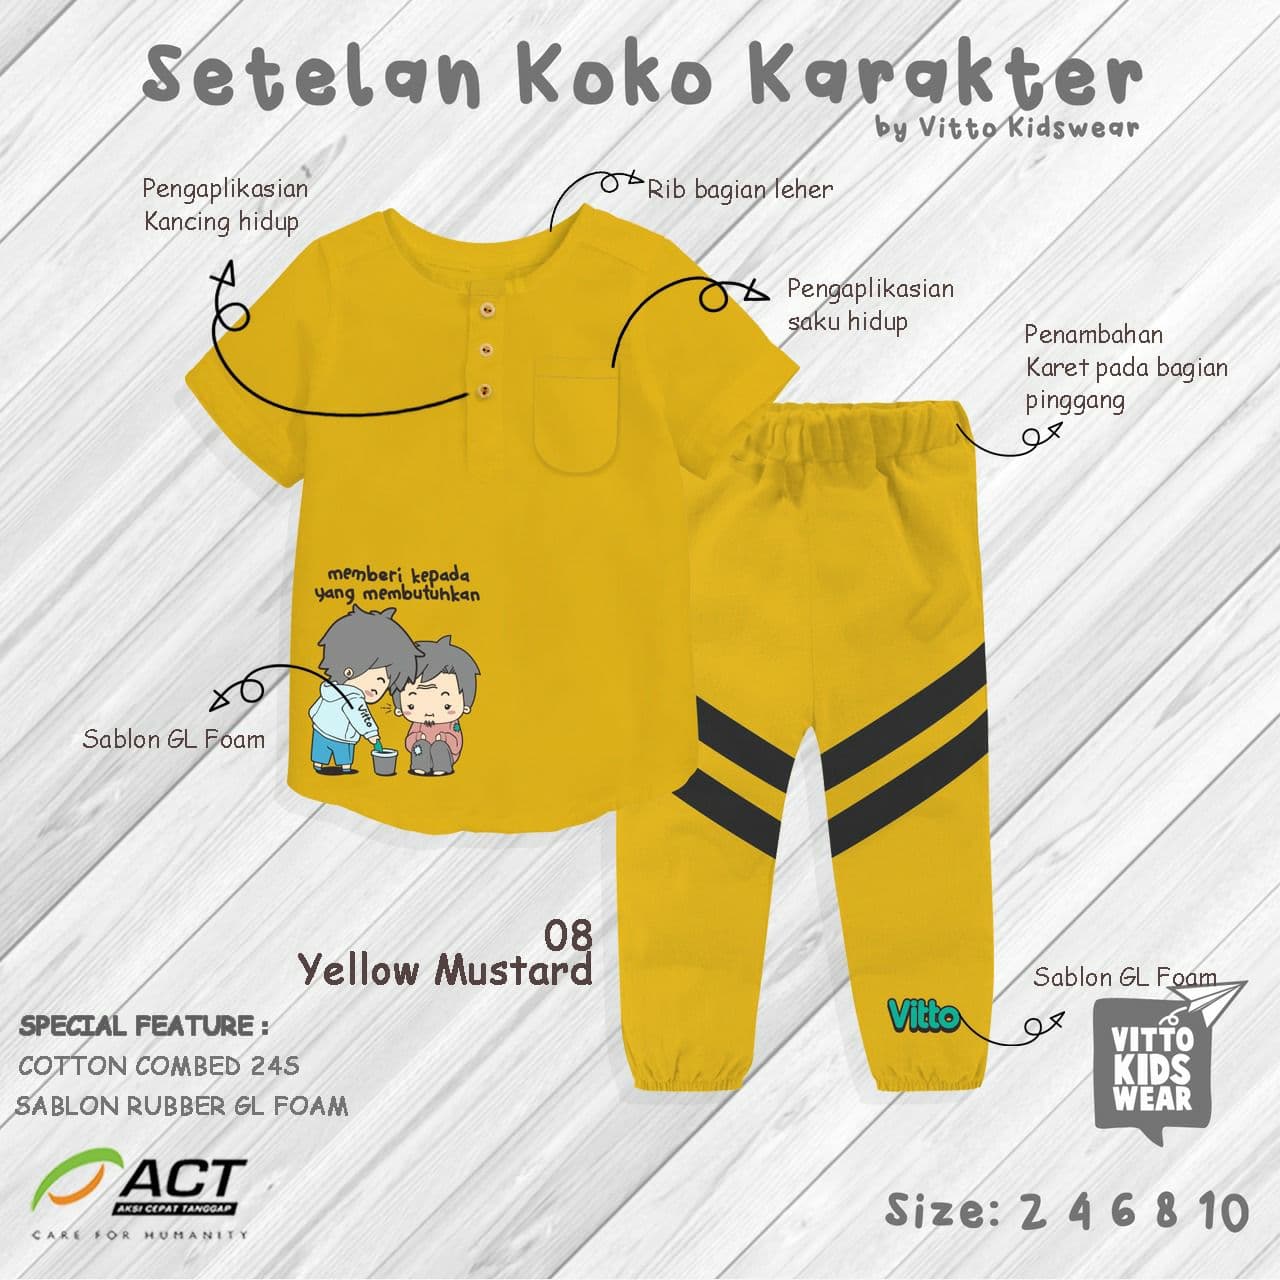 Setelan Koko Karakter
by Vitto Kidswear
Pengaplikasian
Kancing hidup
Rib bagian leher
Pengaplikasian
saku hidup
Penambahan
Karet pada bagian
pinggang
memberi kepada
yang membutuhkan
Vitto
Sablon GL Foam
08
Yellow Mustard
Sablon GL Foam
Vitto
VITTO
KIDS
WEAR
SPECIAL FEATURE :
COTTON COMBED 24S
SABLON RUBBER GL FOAM
ACT
AKSI CEPAT TANGGAP
CARE FOR HUMANITY
Size: 2 4 6 8 10